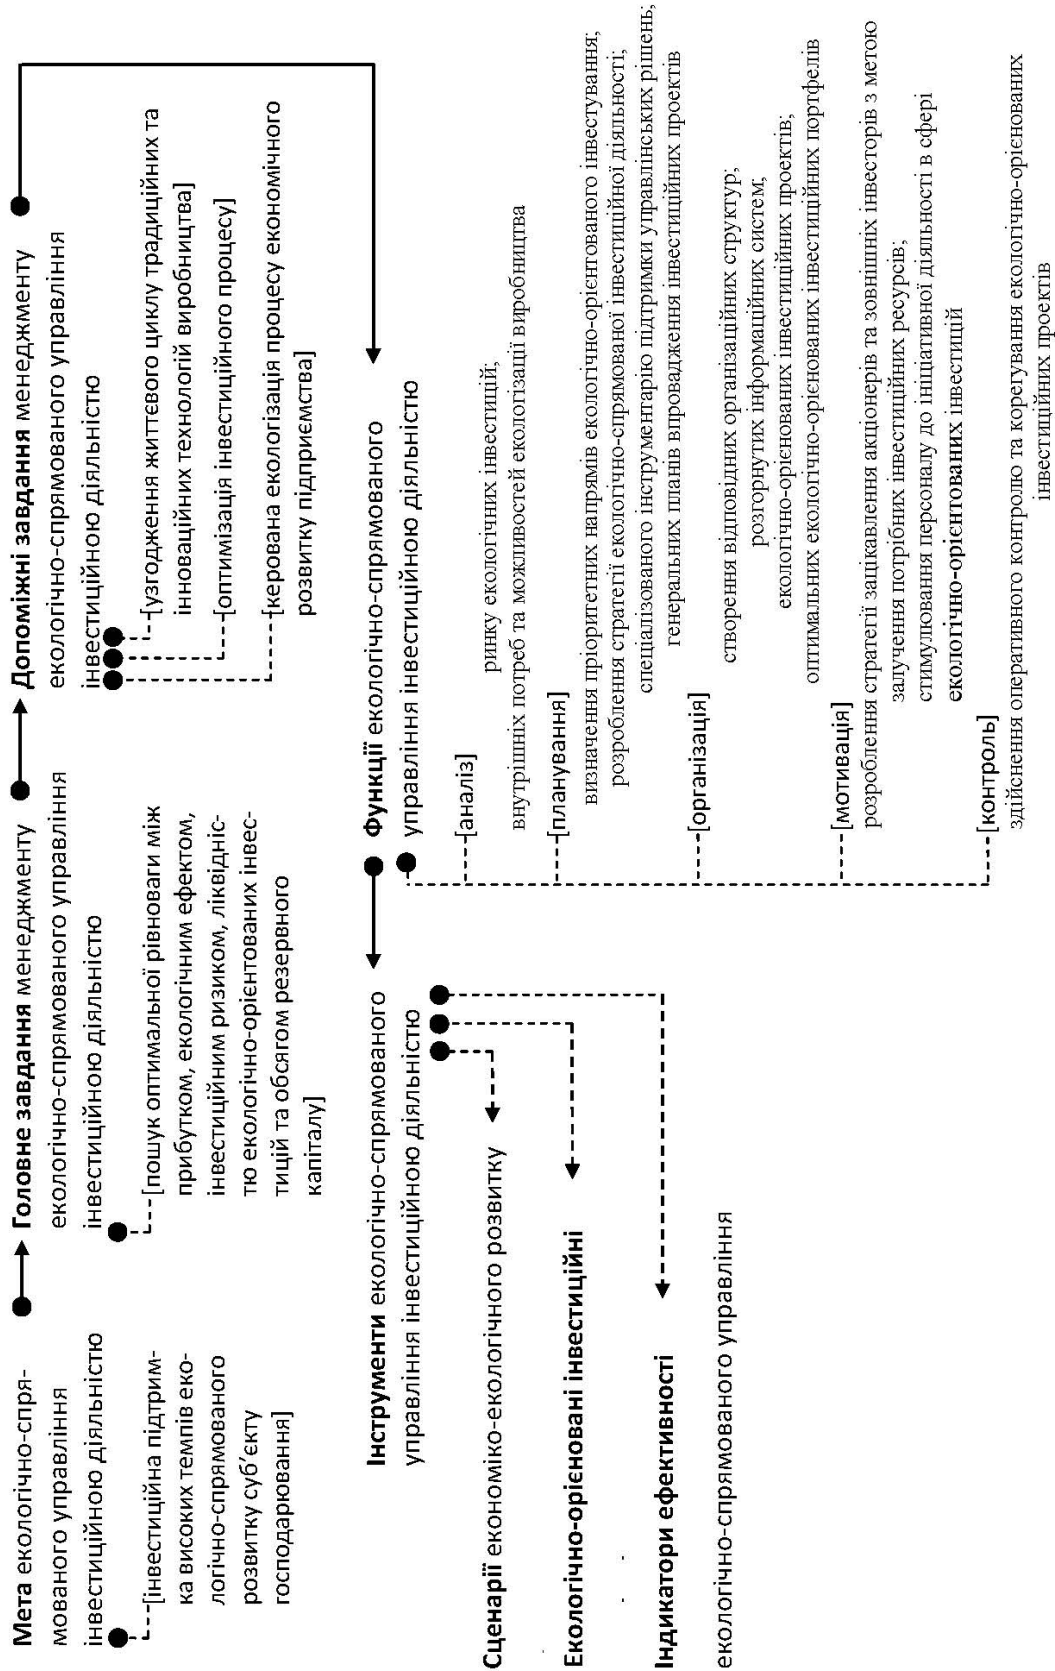 Мета екологічно-спря-
мованого управління
інвестиційною діяльністю
[інвестиційна підтрим-
ка високих темпів еко-
логічно-спрямованого
розвитку суб’єкту
господарювання]
Головне завдання менеджменту
екологічно-спрямованого управління
інвестиційною діяльністю
[пошук оптимальної рівноваги між
прибутком, екологічним ефектом,
інвестиційним ризиком, ліквідніс-
тю екологічно-орієнтованих інвес-
тицій та обсягом резервного
капіталу]
Допоміжні завдання менеджменту
екологічно-спрямованого управління
інвестиційною діяльністю
[узгодження життєвого циклу традиційних та
інноваційних технологій виробництва]
[оптимізація інвестиційного процесу]
[керована екологізація процесу економічного
розвитку підприємства]
Функції екологічно-спрямованого
управління інвестиційною діяльністю
[аналіз]
ринку екологічних інвестицій;
внутрішніх потреб та можливостей екологізації виробництва
[планування]
визначення пріоритетних напрямів екологічно-орієнтованого інвестування;
розроблення стратегії екологічно-спрямованої інвестиційної діяльності;
спеціалізованого інструментарію підтримки управлінських рішень;
генеральних планів впровадження інвестиційних проектів
[організація]
створення відповідних організаційних структур;
розгорнутих інформаційних систем;
екологічно-орієнованих інвестиційних проектів;
оптимальних екологічно-орієнованих інвестиційних портфелів
[мотивація]
розроблення стратегії зацікавлення акціонерів та зовнішніх інвесторів з метою
залучення потрібних інвестиційних ресурсів;
стимулювання персоналу до ініціативної діяльності в сфері
екологічно-орієнтованих інвестицій
[контроль]
здійснення оперативного контролю та корегування екологічно-орієнованих
інвестиційних проектів
Інструменти екологічно-спрямованого
управління інвестиційною діяльністю
Сценарії економіко-екологічного розвитку
Екологічно-орієновані інвестиційні
Індикатори ефективності
екологічно-спрямованого управління